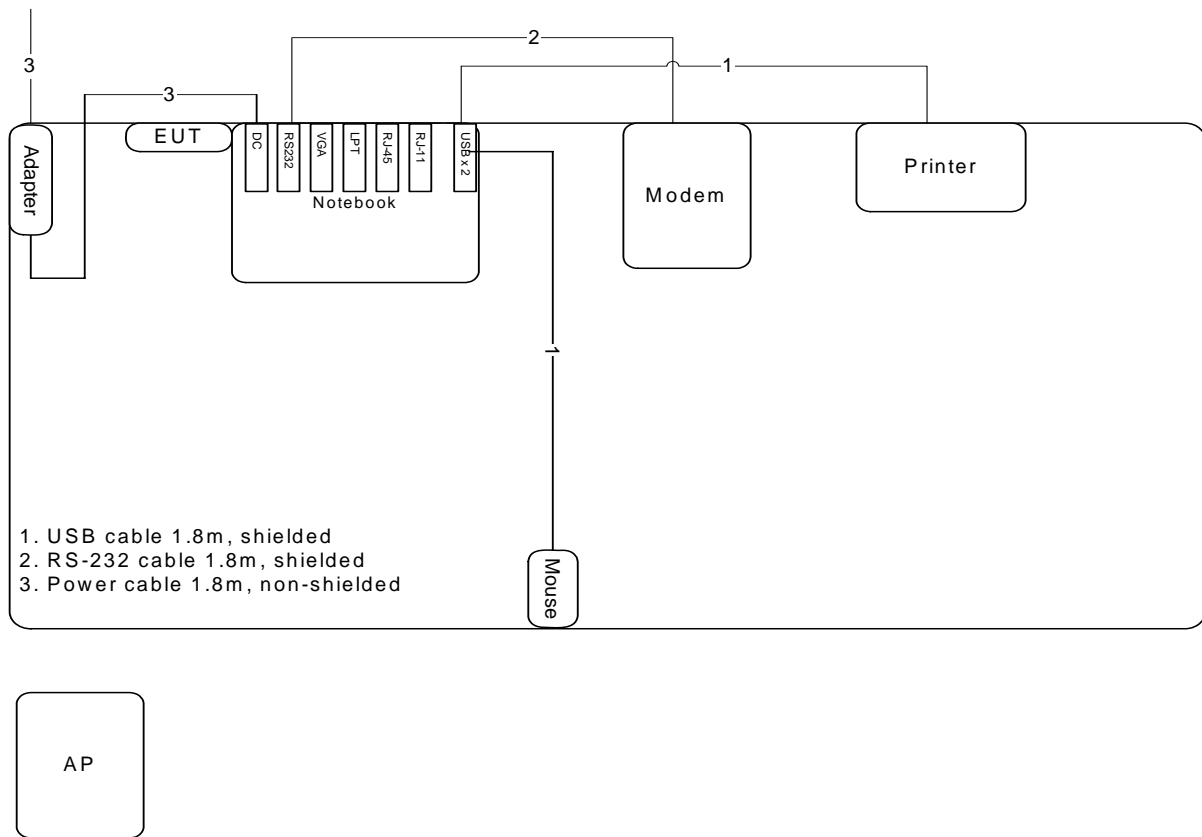 2
3
1
3
EUT
Adapter
DC
RS232
VGA
LPT
RJ-45
RJ-11
USB x 2
Notebook
Modem
Printer
1
1. USB cable 1.8m, shielded
2. RS-232 cable 1.8m, shielded
3. Power cable 1.8m, non-shielded
Mouse
AP